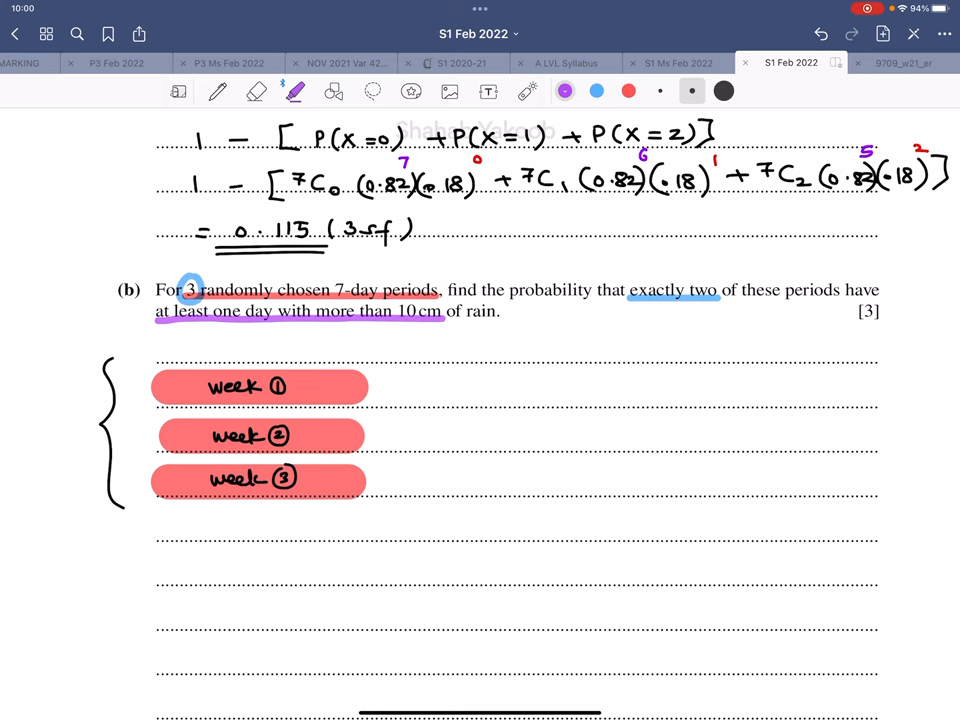 10:00
94%
S1 Feb 2022
MARKING
P3 Feb 2022
P3 Ms Feb 2022
NOV 2021 Var 42...
S1 2020-21
A LVL Syllabus
S1 Ms Feb 2022
S1 Feb 2022
9709_w21_er
Shahab Yakoob
1 - [ P(X=0) + P(X=1) + P(X=2)]
1 - [ ⁷C₀ (0.82)⁷(.18)⁰ + ⁷C₁ (0.82)⁶(.18)¹ + ⁷C₂ (0.82)⁵(.18)²]
= 0.115 (3sf)
(b) For 3 randomly chosen 7-day periods, find the probability that exactly two of these periods have
at least one day with more than 10 cm of rain. [3]
week ①
week ②
week ③